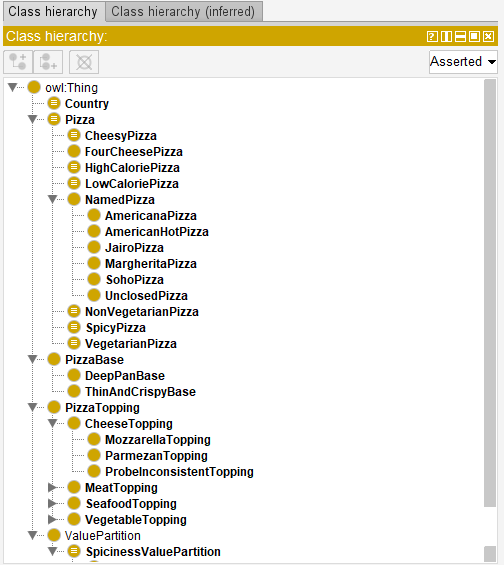 Class hierarchy Class hierarchy (inferred)
Class hierarchy:
Asserted
owl:Thing
Country
Pizza
CheesyPizza
FourCheesePizza
HighCaloriePizza
LowCaloriePizza
NamedPizza
AmericanaPizza
AmericanHotPizza
JairoPizza
MargheritaPizza
SohoPizza
UnclosedPizza
NonVegetarianPizza
SpicyPizza
VegetarianPizza
PizzaBase
DeepPanBase
ThinAndCrispyBase
PizzaTopping
CheeseTopping
MozzarellaTopping
ParmezanTopping
ProbeInconsistentTopping
MeatTopping
SeafoodTopping
VegetableTopping
ValuePartition
SpicinessValuePartition